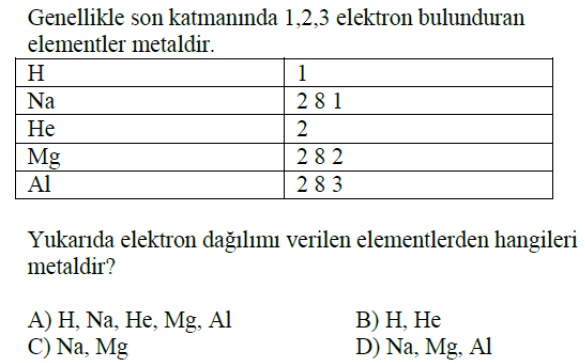 Genellikle son katmanında 1,2,3 elektron bulunduran
elementler metaldir.
H 1
Na 2 8 1
He 2
Mg 2 8 2
Al 2 8 3
Yukarıda elektron dağılımı verilen elementlerden hangileri
metaldir?
A) H, Na, He, Mg, Al B) H, He
C) Na, Mg D) Na, Mg, Al